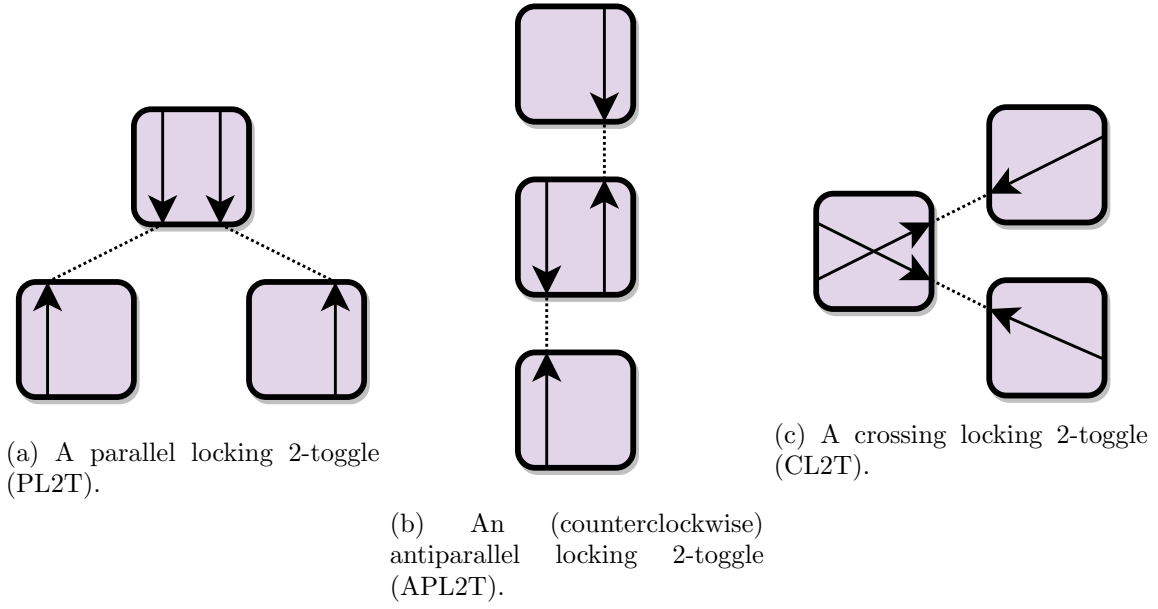 (a) A parallel locking 2-toggle
(PL2T).
(b) An (counterclockwise)
antiparallel locking 2-toggle
(APL2T).
(c) A crossing locking 2-toggle
(CL2T).